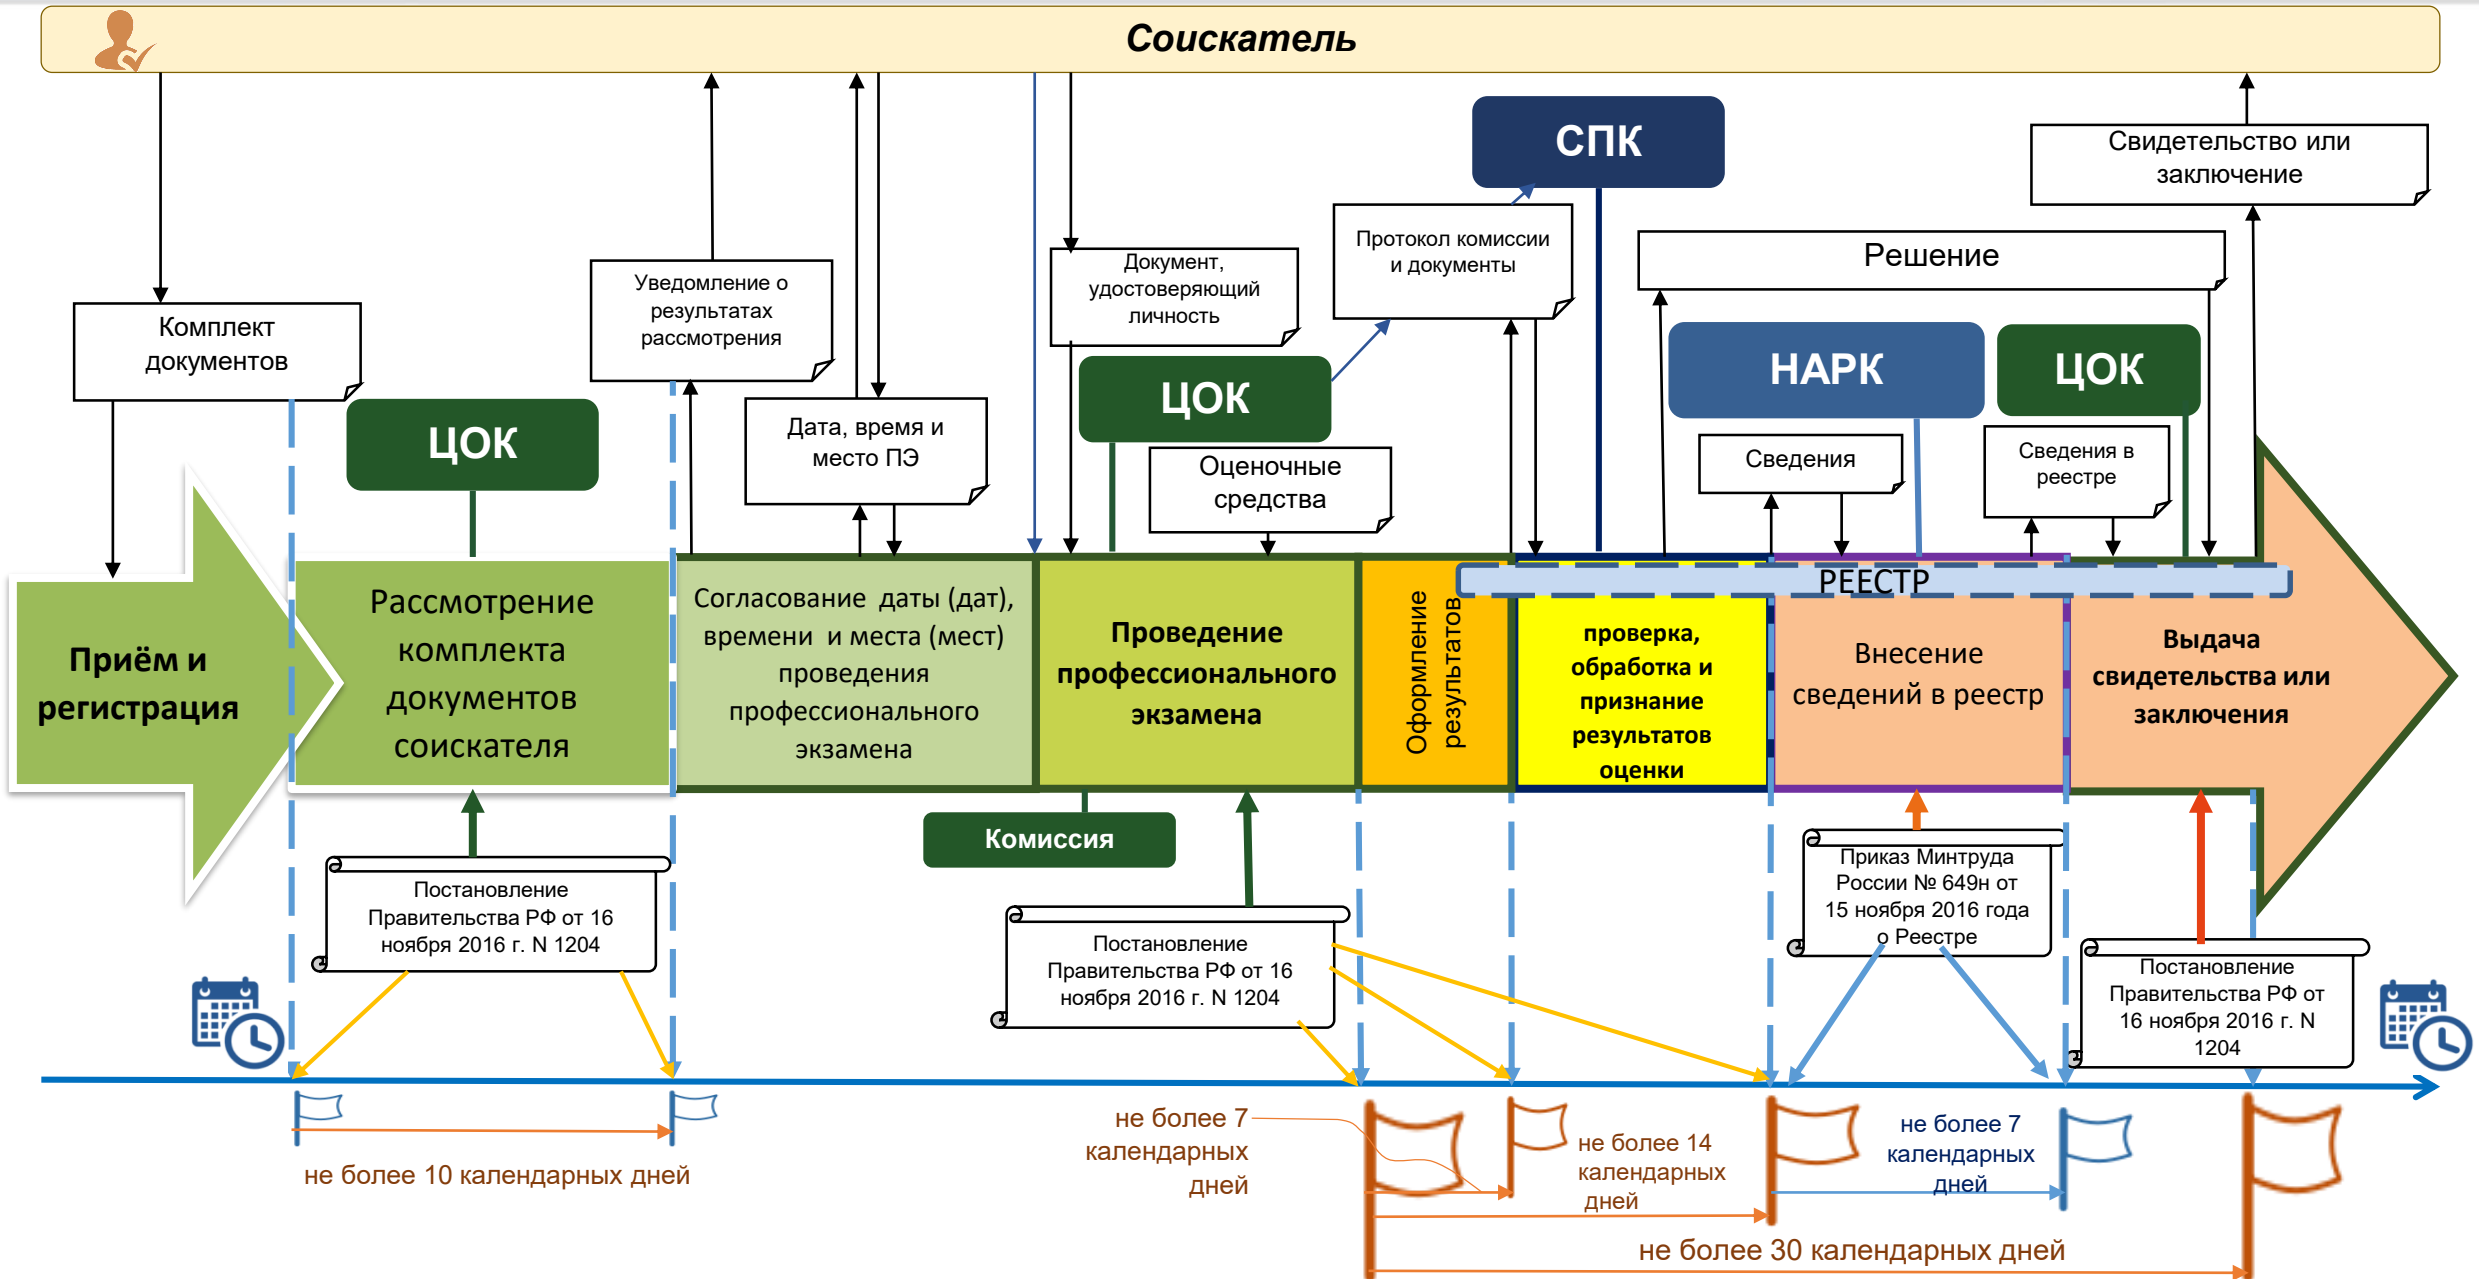 Соискатель
СПК
Свидетельство или
заключение
Протокол комиссии
и документы
Решение
Документ,
удостоверяющий
личность
Уведомление о
результатах
рассмотрения
Комплект
документов
ЦОК
НАРК
ЦОК
ЦОК
Дата, время и
место ПЭ
Оценочные
средства
Сведения
Сведения в
реестре
РЕЕСТР
Приём и
регистрация
Рассмотрение
комплекта
документов
соискателя
Согласование даты (дат),
времени и места (мест)
проведения
профессионального
экзамена
Проведение
профессионального
экзамена
Оформление
результатов
проверка,
обработка и
признание
результатов
оценки
Внесение
сведений в реестр
Выдача
свидетельства или
заключения
Комиссия
Постановление
Правительства РФ от 16
ноября 2016 г. N 1204
Постановление
Правительства РФ от 16
ноября 2016 г. N 1204
Приказ Минтруда
России № 649н от
15 ноября 2016 года
о Реестре
Постановление
Правительства РФ от
16 ноября 2016 г. N
1204
не более 10 календарных дней
не более 7
календарных
дней
не более 14
календарных
дней
не более 7
календарных
дней
не более 30 календарных дней